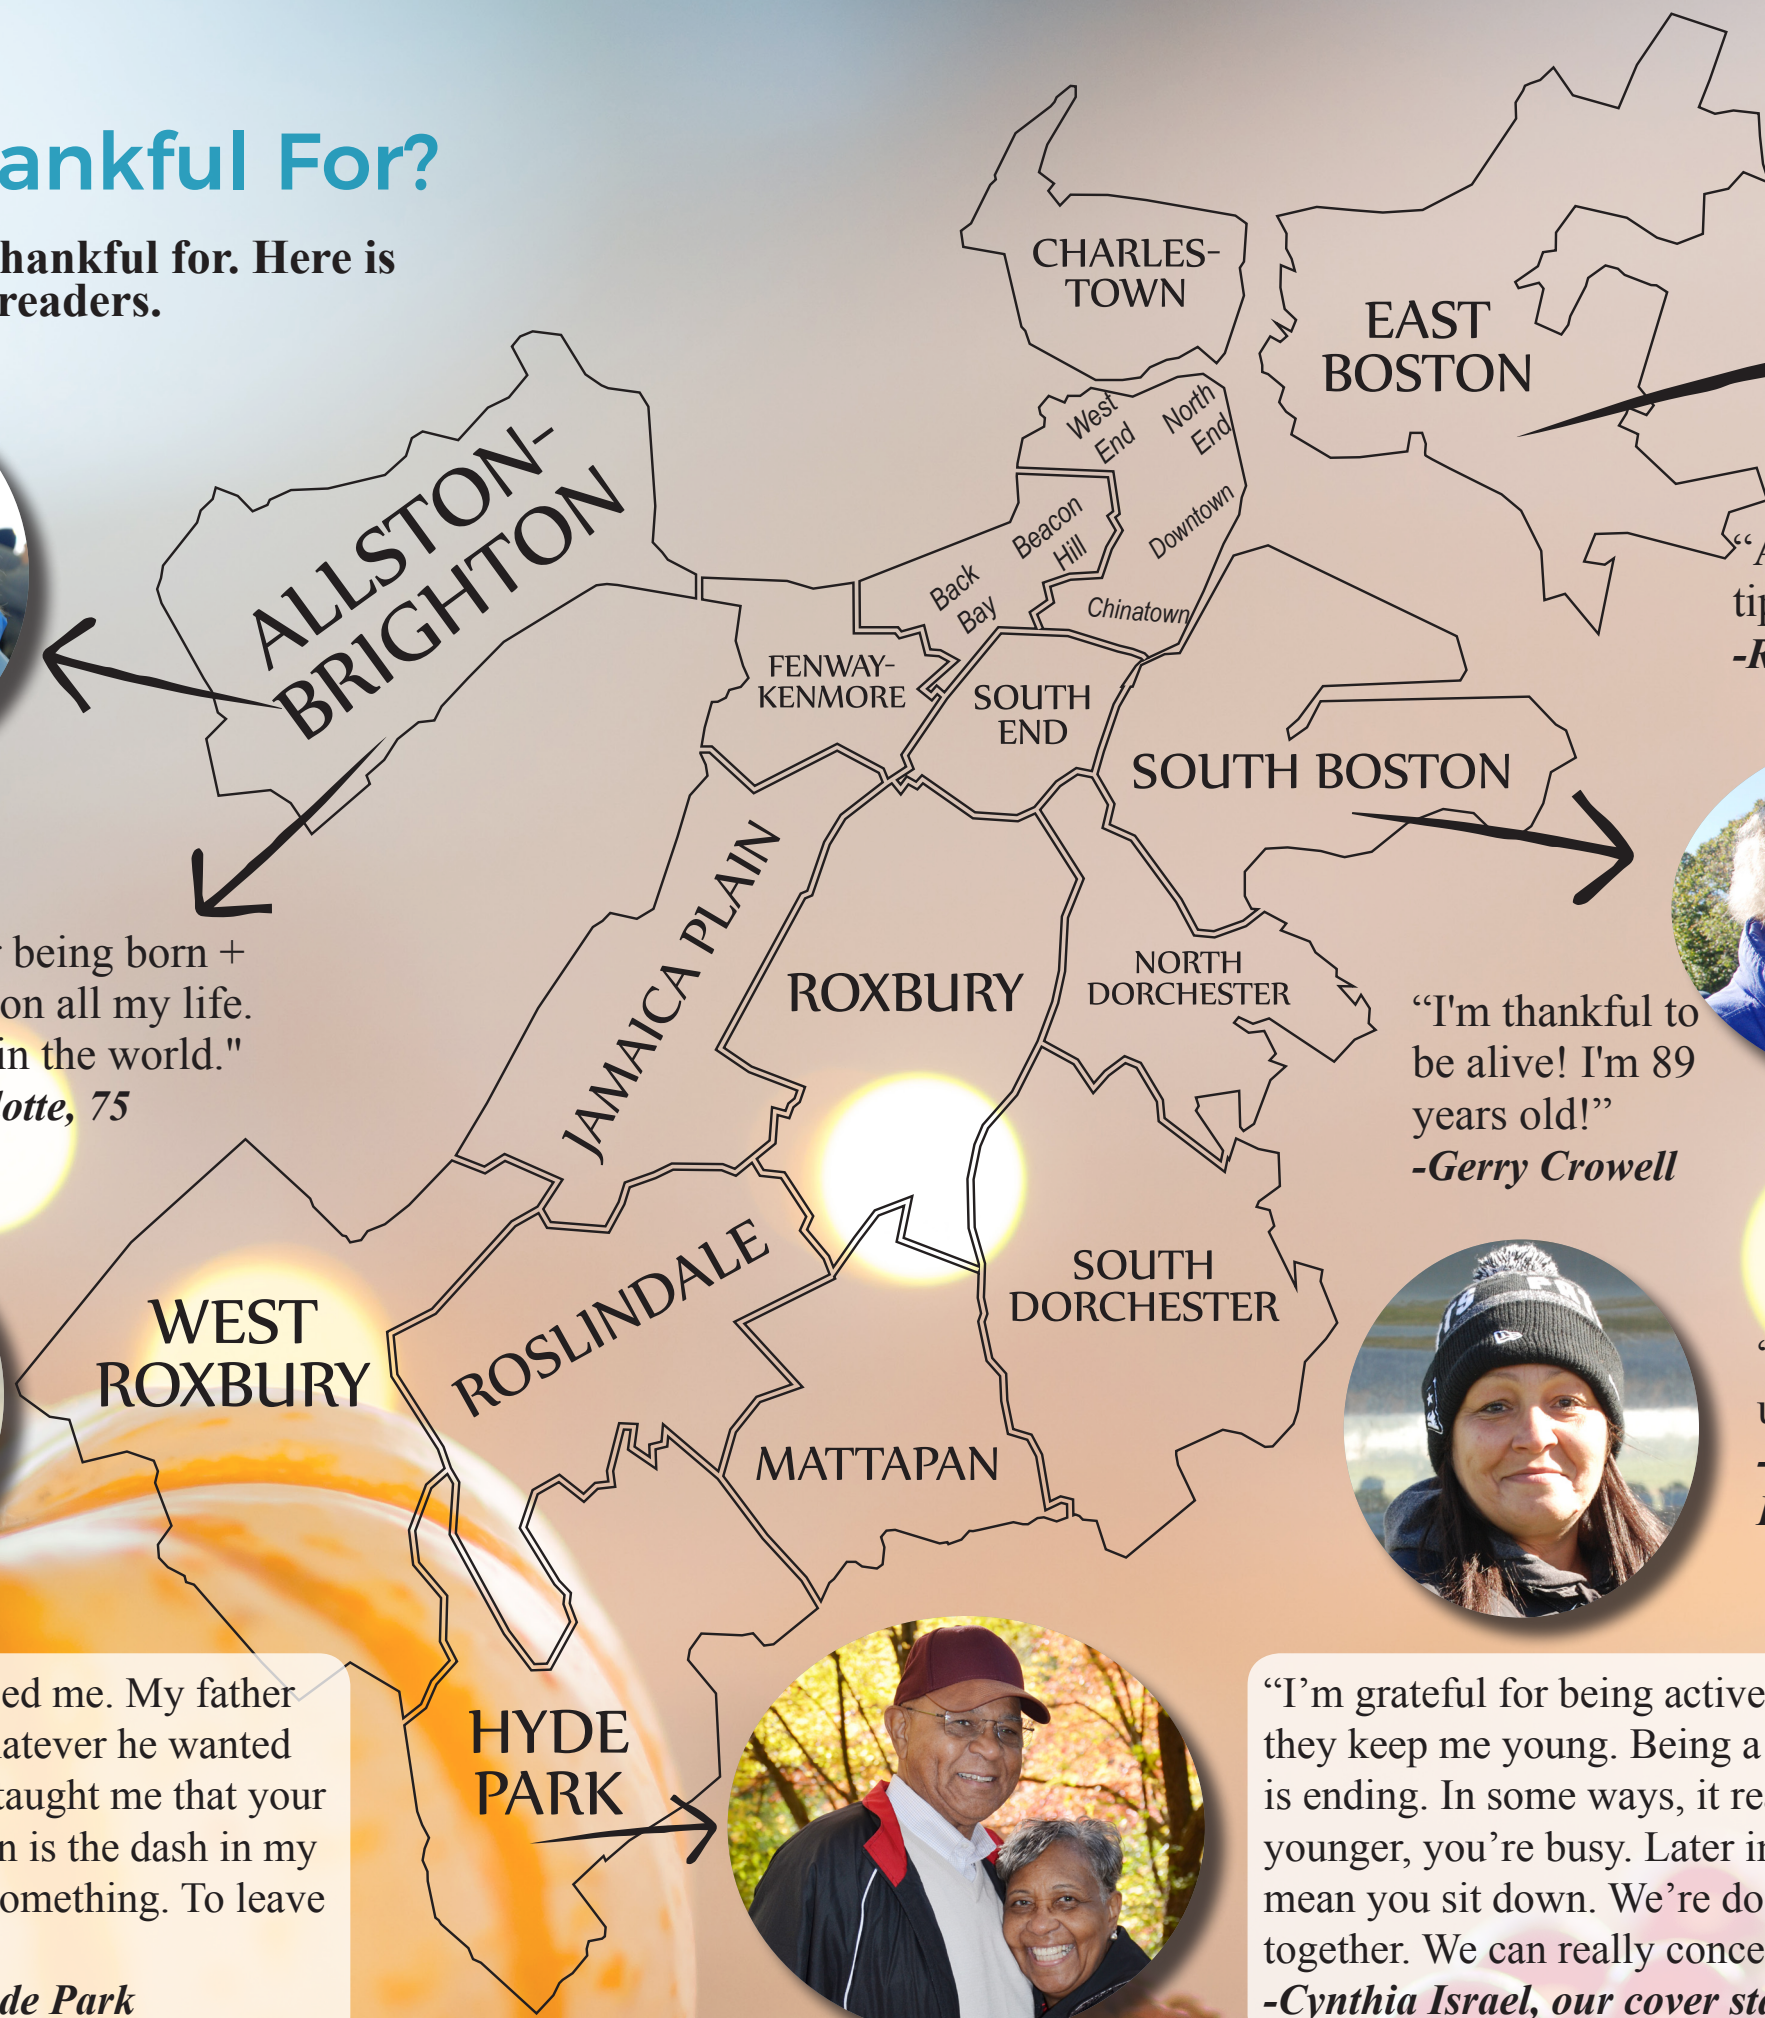 ankful For?
hankful for. Here is
readers.
CHARLES-
TOWN
EAST
BOSTON
West
End
North
End
ALLSTON-
BRIGHTON
Beacon
Hill
Downtown
Back
Bay
Chinatown
“A
tip
-R
FENWAY-
KENMORE
SOUTH
END
SOUTH BOSTON
JAMAICA PLAIN
being born +
on all my life.
in the world."
lotte, 75
ROXBURY
NORTH
DORCHESTER
“I'm thankful to
be alive! I'm 89
years old!”
-Gerry Crowell
WEST
ROXBURY
ROSLINDALE
SOUTH
DORCHESTER
MATTAPAN
HYDE
PARK
ed me. My father
hatever he wanted
taught me that your
n is the dash in my
omething. To leave
de Park
“I’m grateful for being active
they keep me young. Being a
is ending. In some ways, it re
younger, you’re busy. Later in
mean you sit down. We’re do
together. We can really conce
-Cynthia Israel, our cover sta